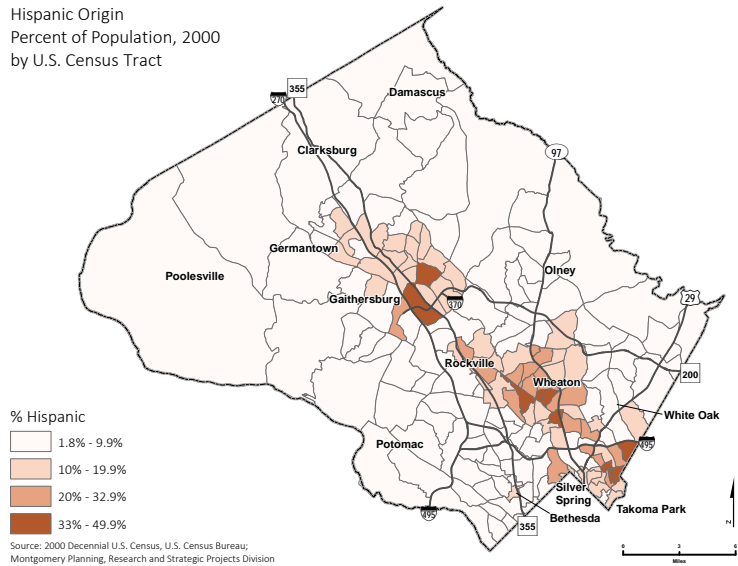 Hispanic Origin
Percent of Population, 2000
by U.S. Census Tract
355
270
Damascus
Clarksburg
97
Germantown
Poolesville
Olney
Gaithersburg
370
29
Rockville
200
Wheaton
White Oak
% Hispanic
1.8% - 9.9%
10% - 19.9%
20% - 32.9%
33% - 49.9%
Potomac
495
Silver
Spring
Takoma Park
Bethesda
495
355
N
0 3 6
Miles
Source: 2000 Decennial U.S. Census, U.S. Census Bureau;
Montgomery Planning, Research and Strategic Projects Division